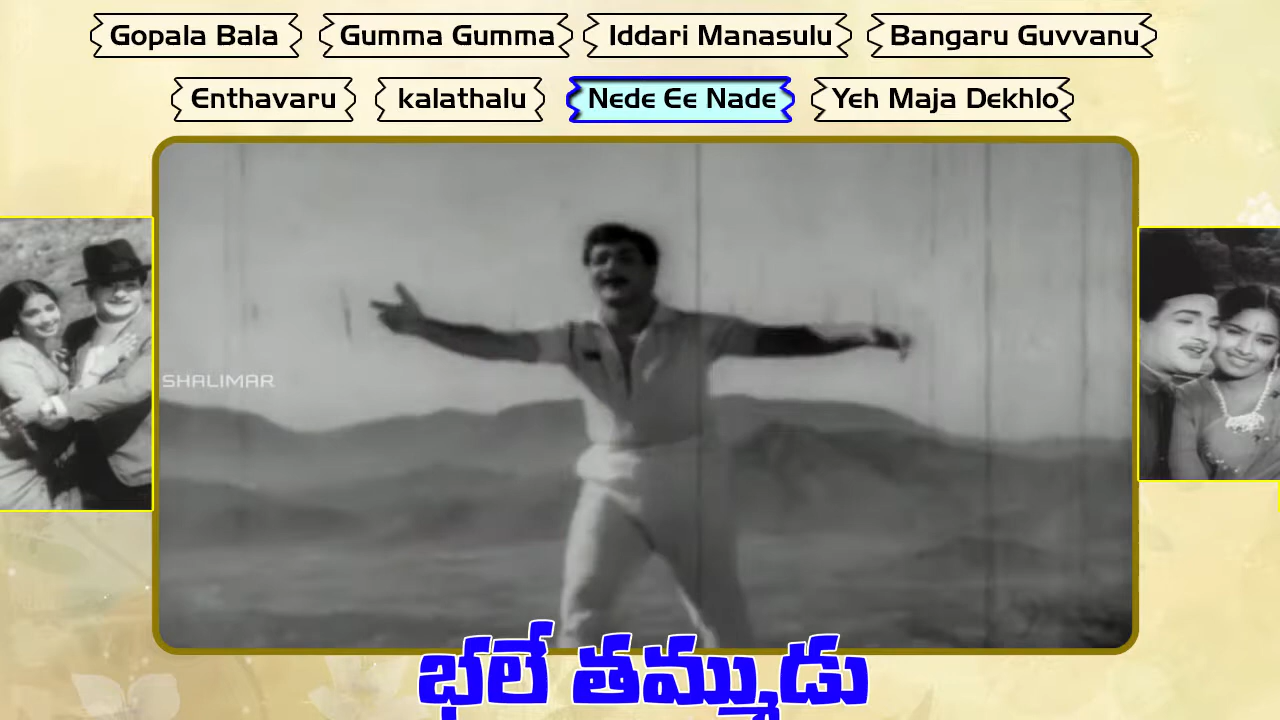 Gopala Bala Gumma Gumma Iddari Manasulu Bangaru Guvvanu
Enthavaru kalathalu Nede Ee Nade Yeh Maja Dekhlo
SHALIMAR
భలే తమ్ముడు